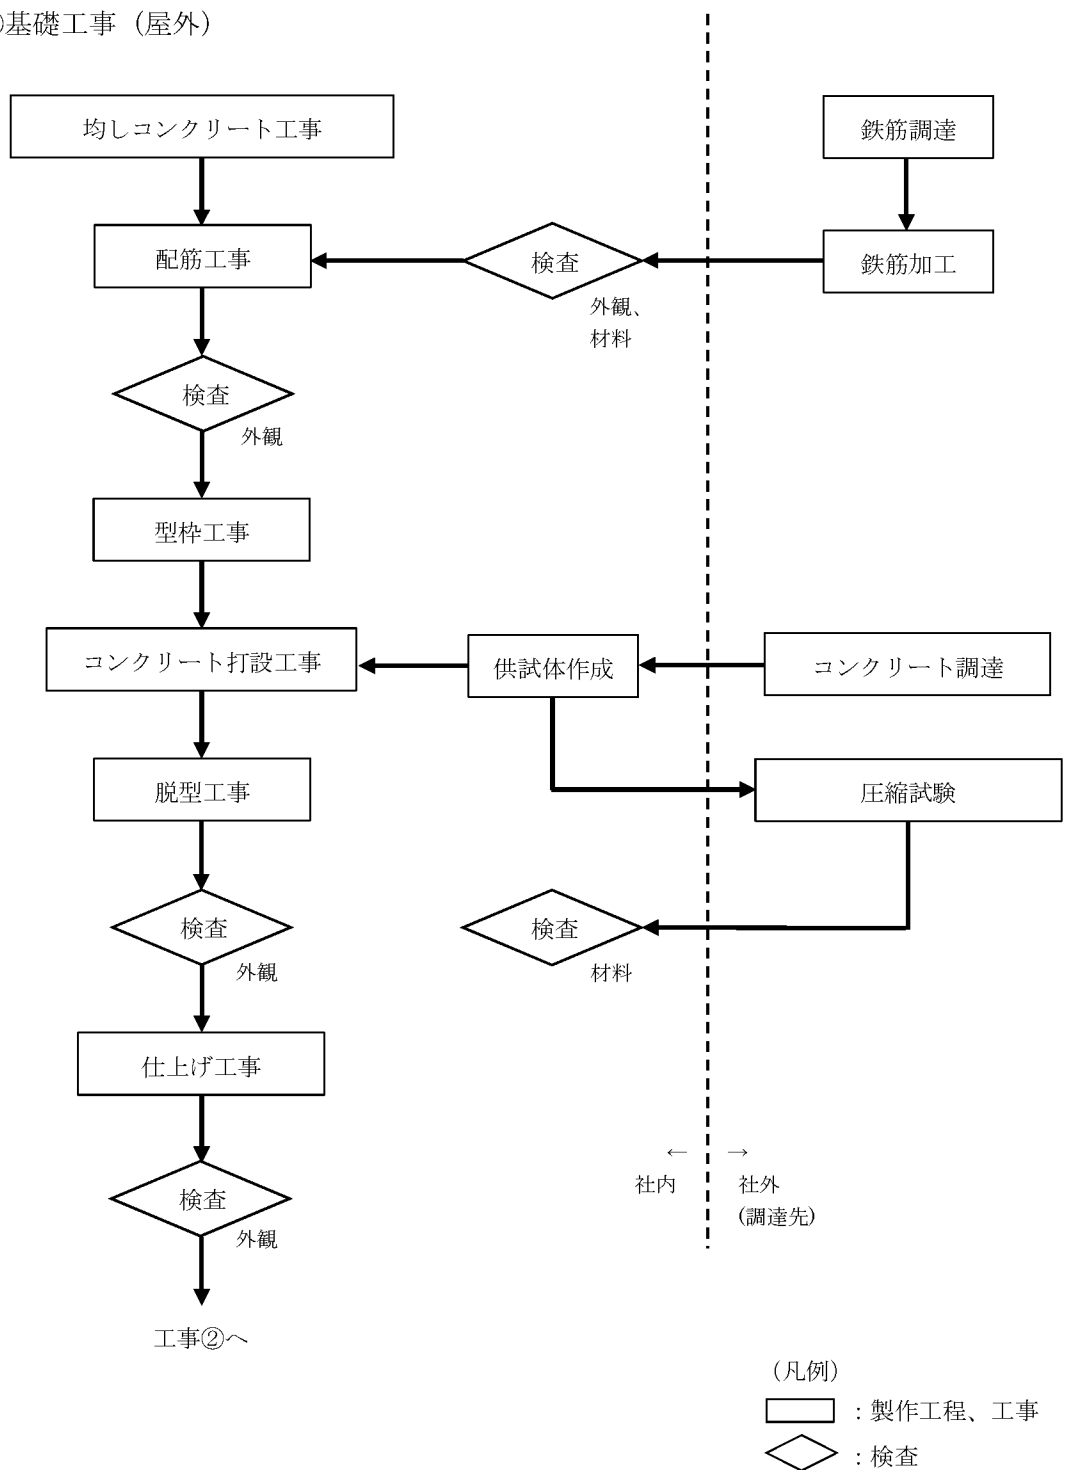 基礎工事（屋外）
均しコンクリート工事
鉄筋調達
配筋工事
検査
鉄筋加工
外観、
材料
検査
外観
型枠工事
コンクリート打設工事
供試体作成
コンクリート調達
脱型工事
圧縮試験
検査
外観
検査
材料
仕上げ工事
← →
社内 社外
(調達先)
検査
外観
工事②へ
（凡例）
：製作工程、工事
：検査